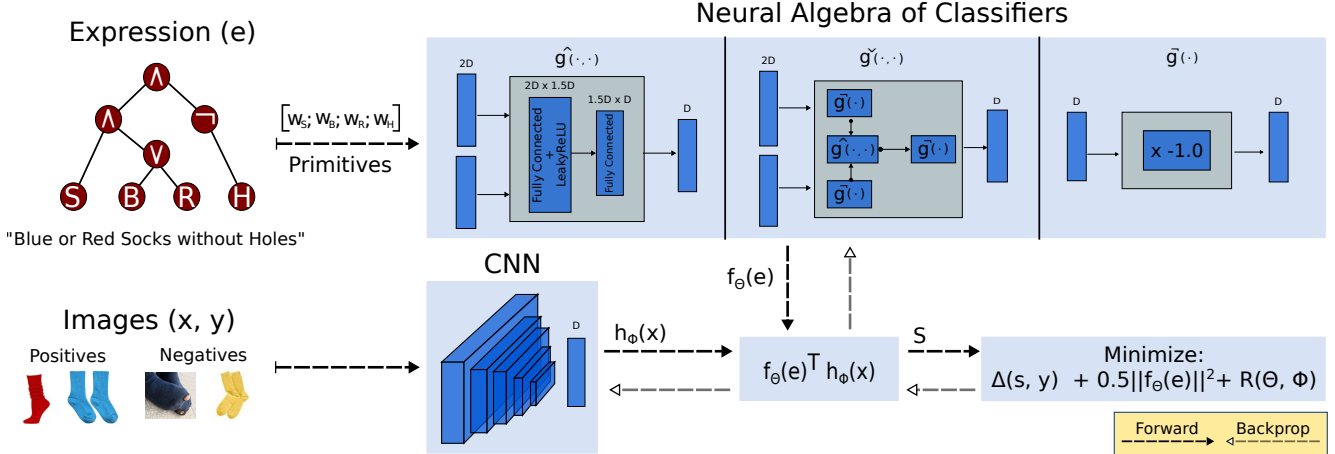 Neural Algebra of Classifiers
Expression (e)
∧
∧
¬
∨
S
B
R
H
"Blue or Red Socks without Holes"
[w_S; w_B; w_R; w_H]
Primitives
g^(·,·)
2D
2D x 1.5D
Fully Connected
+
LeakyReLU
1.5D x D
Fully Connected
D
gˇ(·,·)
2D
g¬(·)
g^(·,·)
g¬(·)
g¬(·)
D
g¬(·)
D
x -1.0
D
Images (x, y)
Positives
Negatives
CNN
D
h_Φ(x)
f_Θ(e)
f_Θ(e)^T h_Φ(x)
S
Minimize:
Δ(s, y) + 0.5||f_Θ(e)||² + R(Θ, Φ)
Forward
Backprop